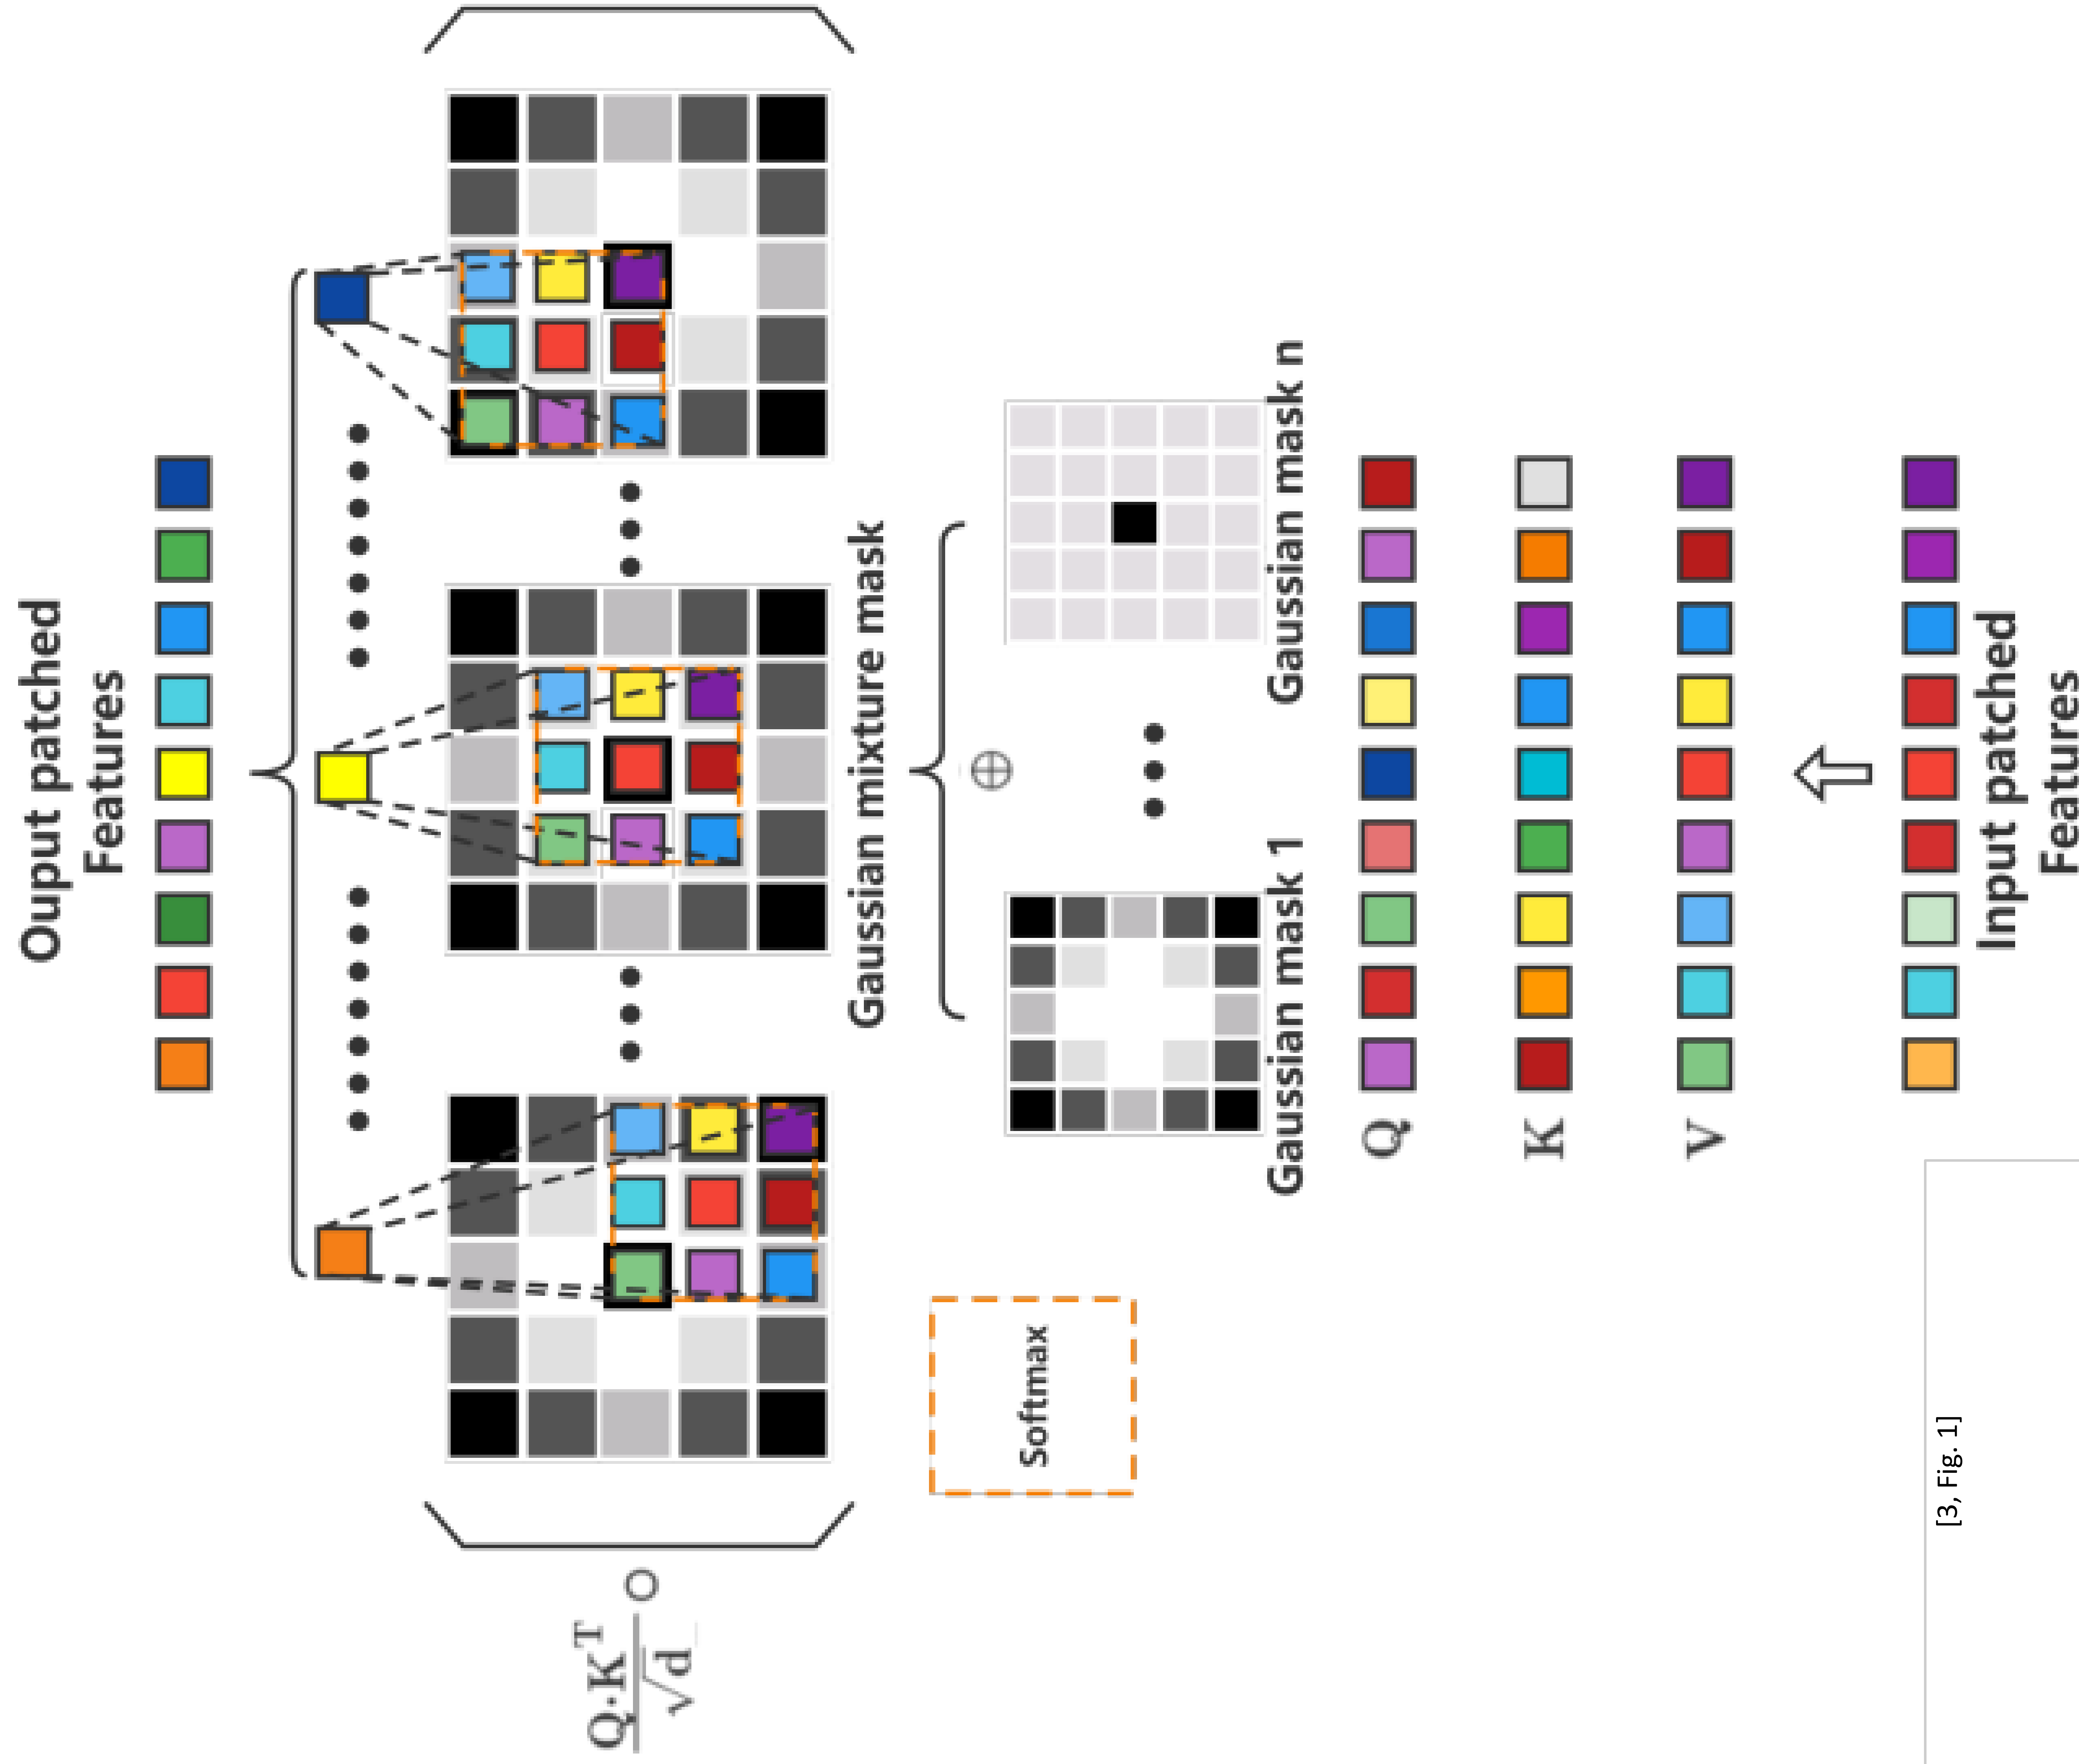 Ouput patched
Features
Q·K^T
√d
○
Gaussian mixture mask
⊕
Softmax
Gaussian mask 1
Gaussian mask n
Q
K
V
Input patched
Features
[3, Fig. 1]